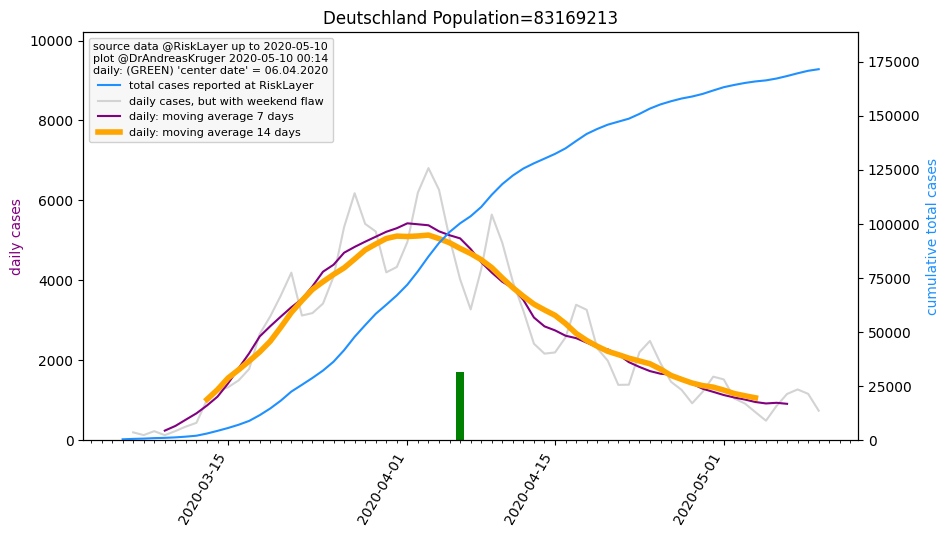 Deutschland Population=83169213
source data @RiskLayer up to 2020-05-10
plot @DrAndreasKruger 2020-05-10 00:14
daily: (GREEN) 'center date' = 06.04.2020
total cases reported at RiskLayer
daily cases, but with weekend flaw
daily: moving average 7 days
daily: moving average 14 days
daily cases
10000
8000
6000
4000
2000
0
175000
150000
125000
100000
75000
50000
25000
0
cumulative total cases
2020-03-15
2020-04-01
2020-04-15
2020-05-01